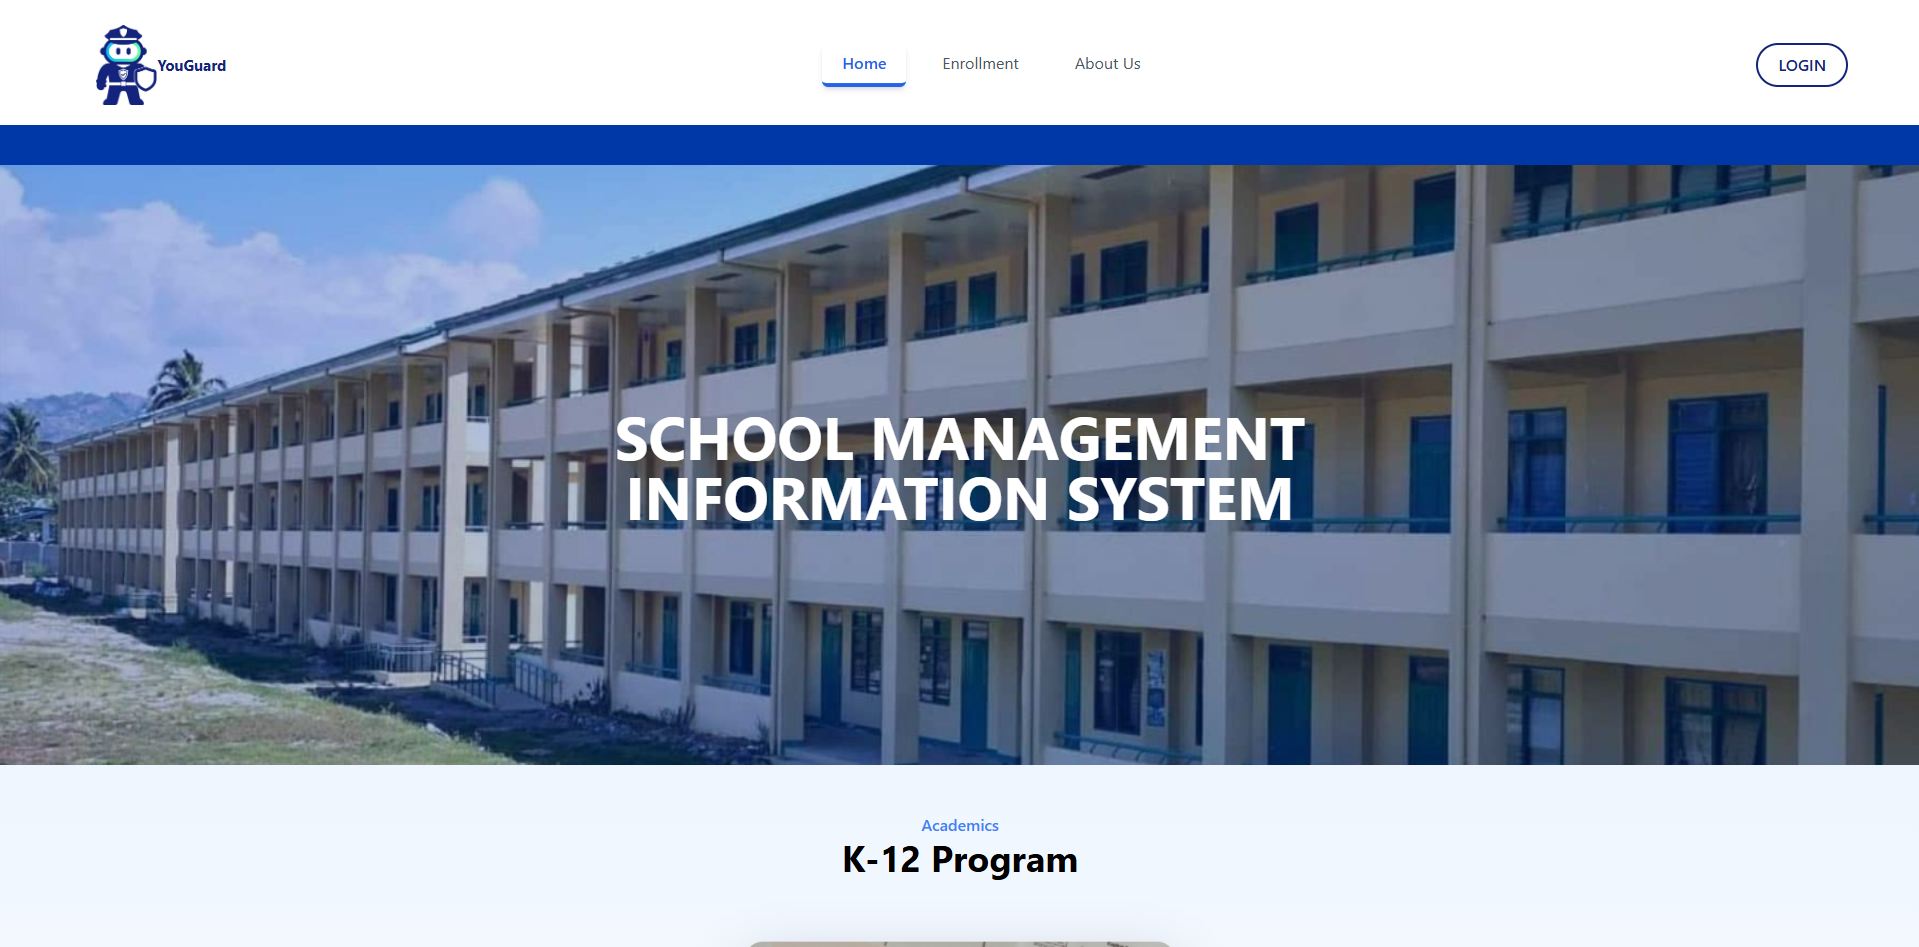 YouGuard
Home
Enrollment
About Us
LOGIN
SCHOOL MANAGEMENT
INFORMATION SYSTEM
Academics
K-12 Program